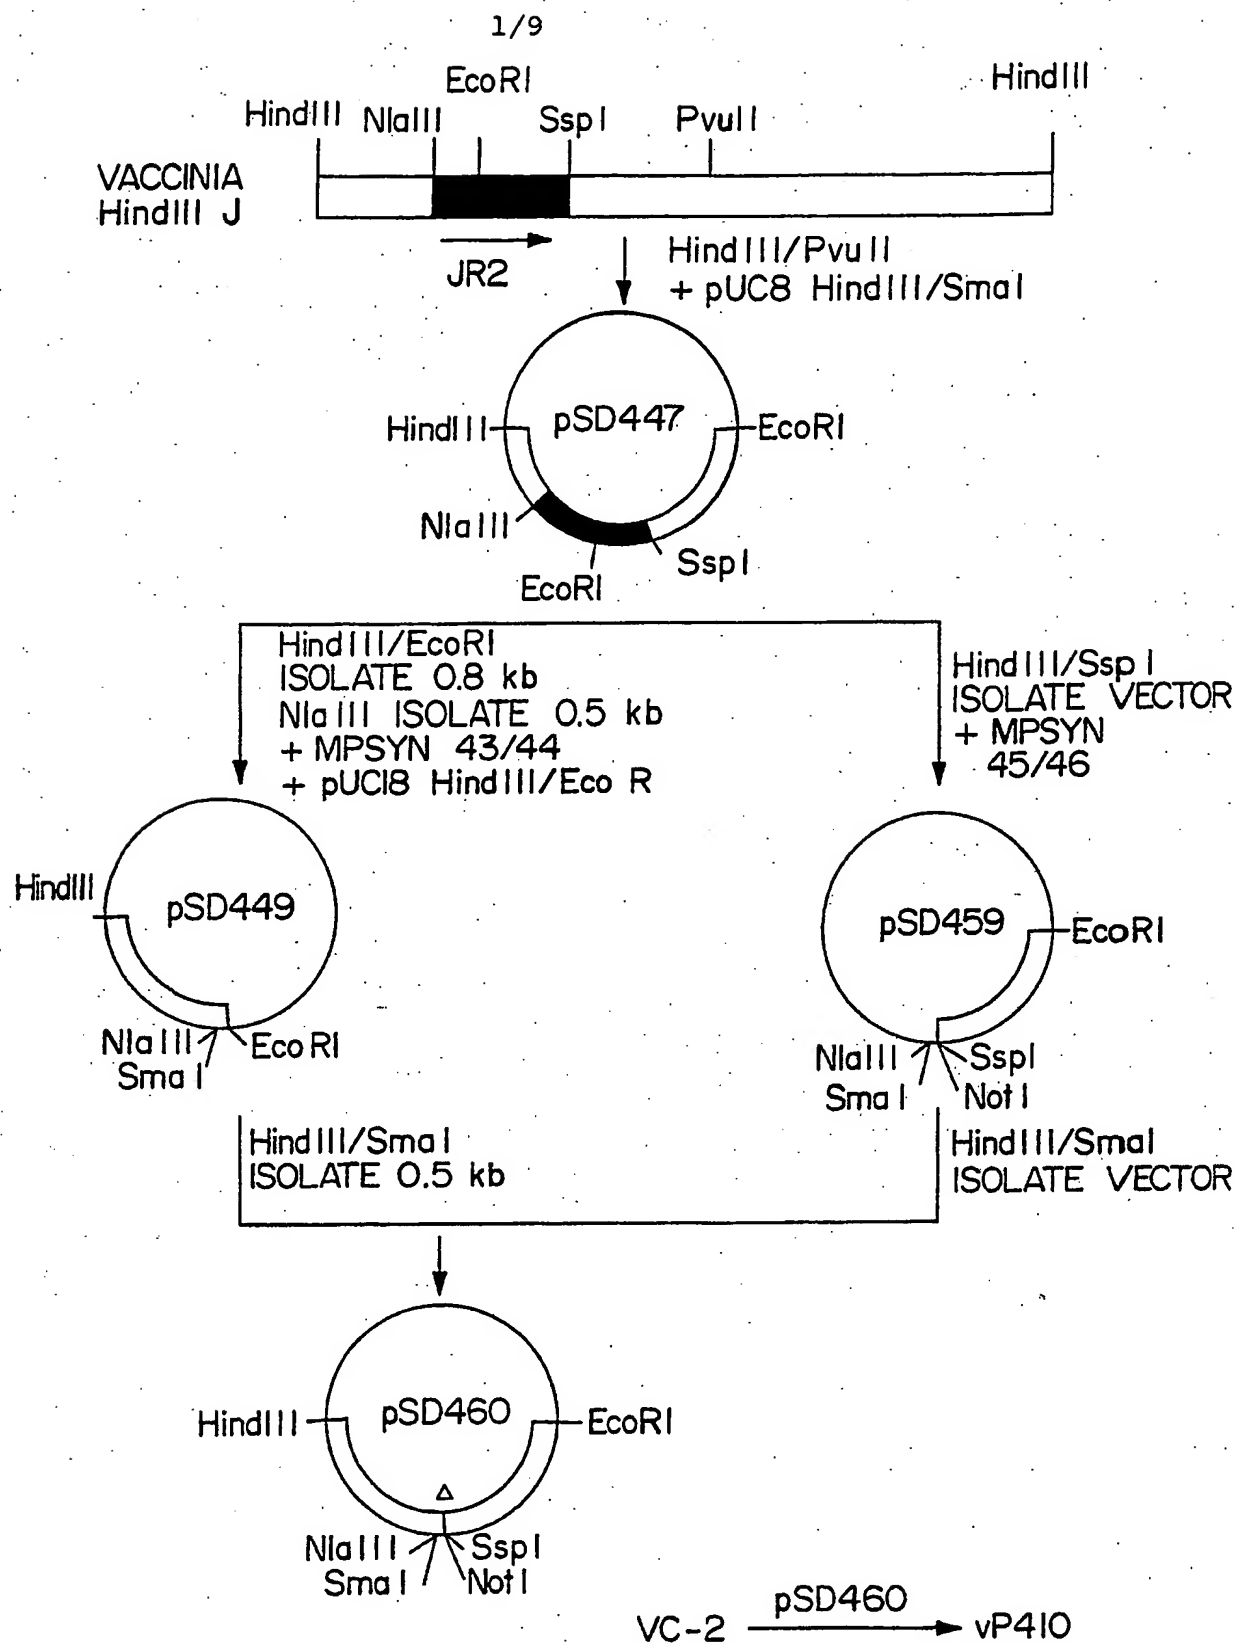 1/9
EcoRI
HindIII
HindIII NlaIII SspI PvuII
VACCINIA
HindIII J
JR2
HindIII/PvuII
+ pUC8 HindIII/SmaI
pSD447
HindIII
EcoRI
NlaIII
SspI
EcoRI
HindIII/EcoRI
ISOLATE 0.8 kb
NlaIII ISOLATE 0.5 kb
+ MPSYN 43/44
+ pUC18 HindIII/Eco R
HindIII/SspI
ISOLATE VECTOR
+ MPSYN
45/46
HindIII
pSD449
NlaIII
EcoRI
SmaI
pSD459
EcoRI
NlaIII
SspI
SmaI
NotI
HindIII/SmaI
ISOLATE 0.5 kb
HindIII/SmaI
ISOLATE VECTOR
HindIII
pSD460
EcoRI
Δ
NlaIII
SspI
SmaI
NotI
pSD460
VC-2
vP410